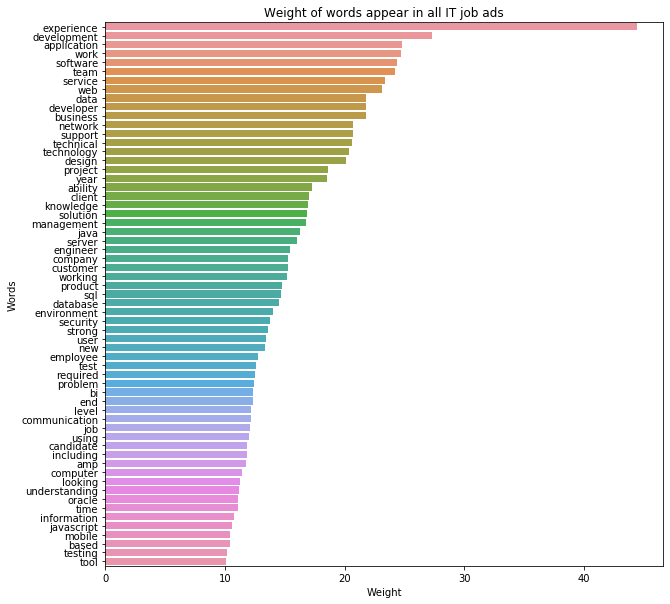 Weight of words appear in all IT job ads
Words
experience
development
application
work
software
team
service
web
data
developer
business
network
support
technical
technology
design
project
year
ability
client
knowledge
solution
management
java
server
engineer
company
customer
working
product
sql
database
environment
security
strong
user
new
employee
test
required
problem
bi
end
level
communication
job
using
candidate
including
amp
computer
looking
understanding
oracle
time
information
javascript
mobile
based
testing
tool
0 10 20 30 40
Weight